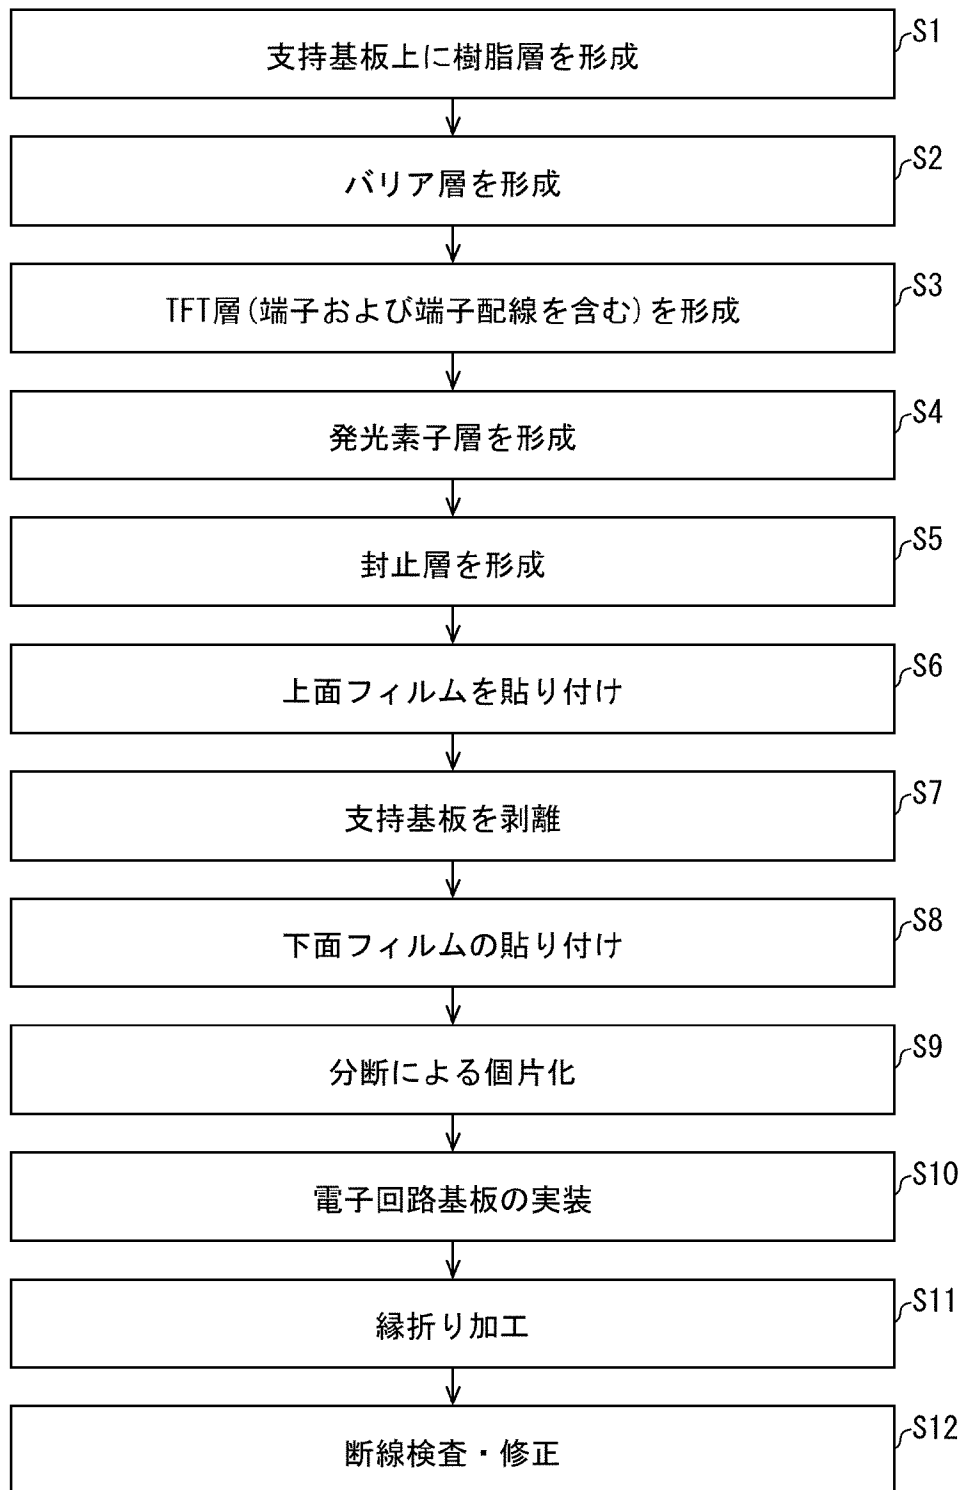 支持基板上に樹脂層を形成 S1
バリア層を形成 S2
TFT層(端子および端子配線を含む)を形成 S3
発光素子層を形成 S4
封止層を形成 S5
上面フィルムを貼り付け S6
支持基板を剥離 S7
下面フィルムの貼り付け S8
分断による個片化 S9
電子回路基板の実装 S10
縁折り加工 S11
断線検査・修正 S12